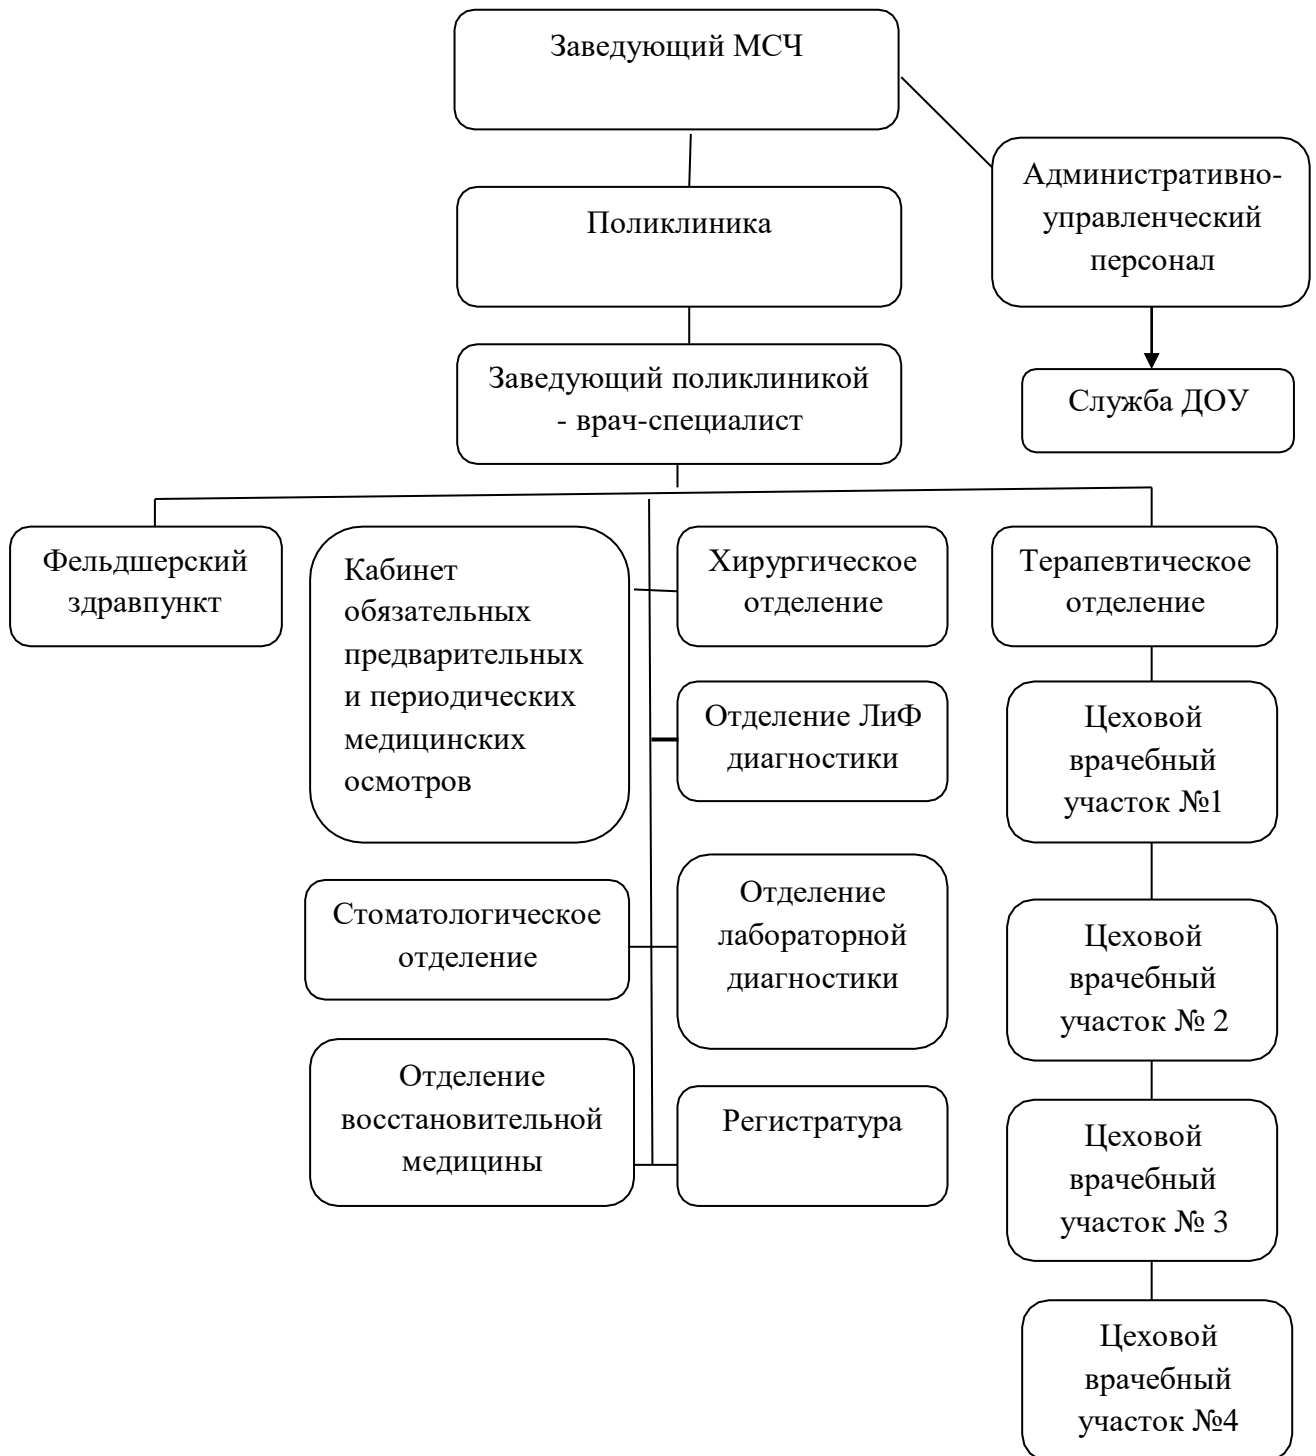 Заведующий МСЧ
Административно-
управленческий
персонал
Поликлиника
Заведующий поликлиникой
- врач-специалист
Служба ДОУ
Фельдшерский
здравпункт
Кабинет
обязательных
предварительных
и периодических
медицинских
осмотров
Хирургическое
отделение
Терапевтическое
отделение
Отделение ЛиФ
диагностики
Цеховой
врачебный
участок №1
Стоматологическое
отделение
Отделение
лабораторной
диагностики
Цеховой
врачебный
участок № 2
Отделение
восстановительной
медицины
Регистратура
Цеховой
врачебный
участок № 3
Цеховой
врачебный
участок №4